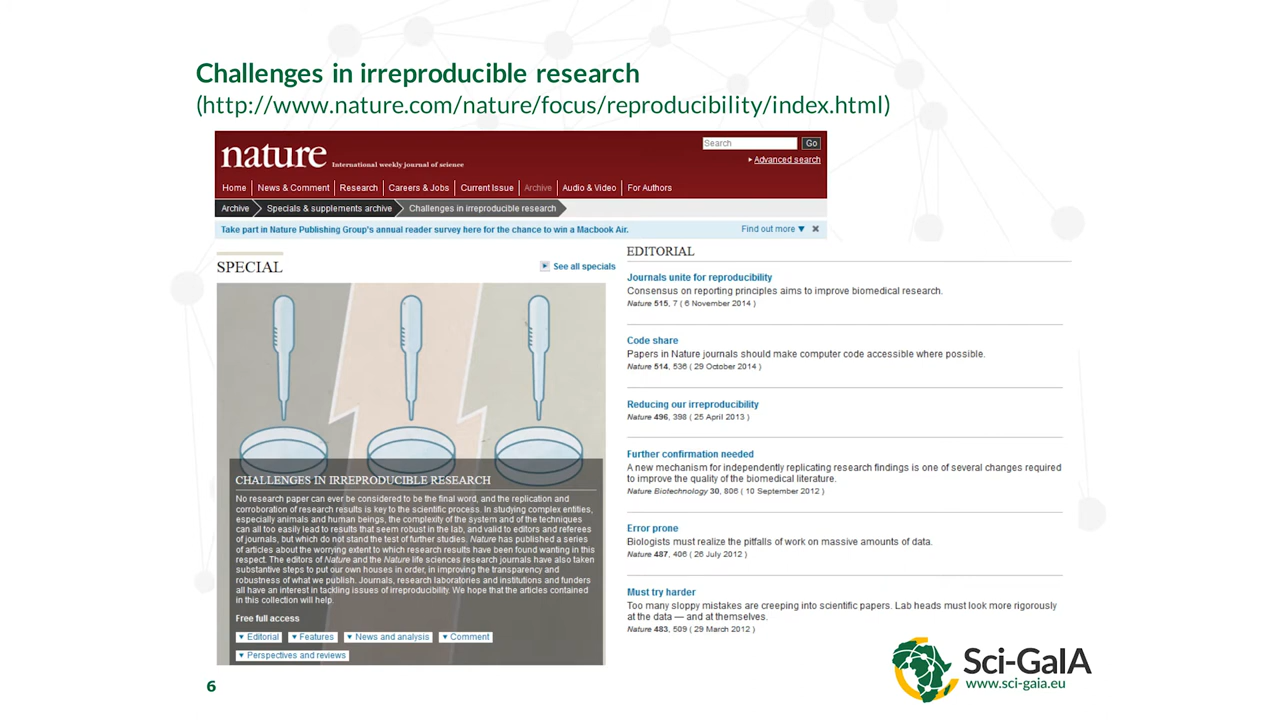 Challenges in irreproducible research
(http://www.nature.com/nature/focus/reproducibility/index.html)
nature International weekly journal of science
Search Go
Advanced search
Home News & Comment Research Careers & Jobs Current Issue Archive Audio & Video For Authors
Archive Specials & supplements archive Challenges in irreproducible research
Take part in Nature Publishing Group's annual reader survey here for the chance to win a Macbook Air. Find out more
SPECIAL
See all specials
CHALLENGES IN IRREPRODUCIBLE RESEARCH
No research paper can ever be considered to be the final word, and the replication and
corroboration of research results is key to the scientific process. In studying complex entities,
especially animals and human beings, the complexity of the system and of the techniques
can all too easily lead to results that seem robust in the lab, and valid to editors and referees
of journals, but which do not stand the test of further studies. Nature has published a series
of articles about the worrying extent to which research results have been found wanting in this
respect. The editors of Nature and the Nature life sciences research journals have also taken
substantive steps to put our own houses in order, in improving the transparency and
robustness of what we publish. Journals, research laboratories and institutions and funders
all have an interest in tackling issues of irreproducibility. We hope that the articles contained
in this collection will help.
Free full access
Editorial Features News and analysis Comment
Perspectives and reviews
EDITORIAL
Journals unite for reproducibility
Consensus on reporting principles aims to improve biomedical research.
Nature 515, 7 ( 6 November 2014 )
Code share
Papers in Nature journals should make computer code accessible where possible.
Nature 514, 536 ( 29 October 2014 )
Reducing our irreproducibility
Nature 496, 398 ( 25 April 2013 )
Further confirmation needed
A new mechanism for independently replicating research findings is one of several changes required
to improve the quality of the biomedical literature.
Nature Biotechnology 30, 806 ( 10 September 2012 )
Error prone
Biologists must realize the pitfalls of work on massive amounts of data.
Nature 487, 406 ( 26 July 2012 )
Must try harder
Too many sloppy mistakes are creeping into scientific papers. Lab heads must look more rigorously
at the data — and at themselves.
Nature 483, 509 ( 29 March 2012 )
6
Sci-GaIA
www.sci-gaia.eu